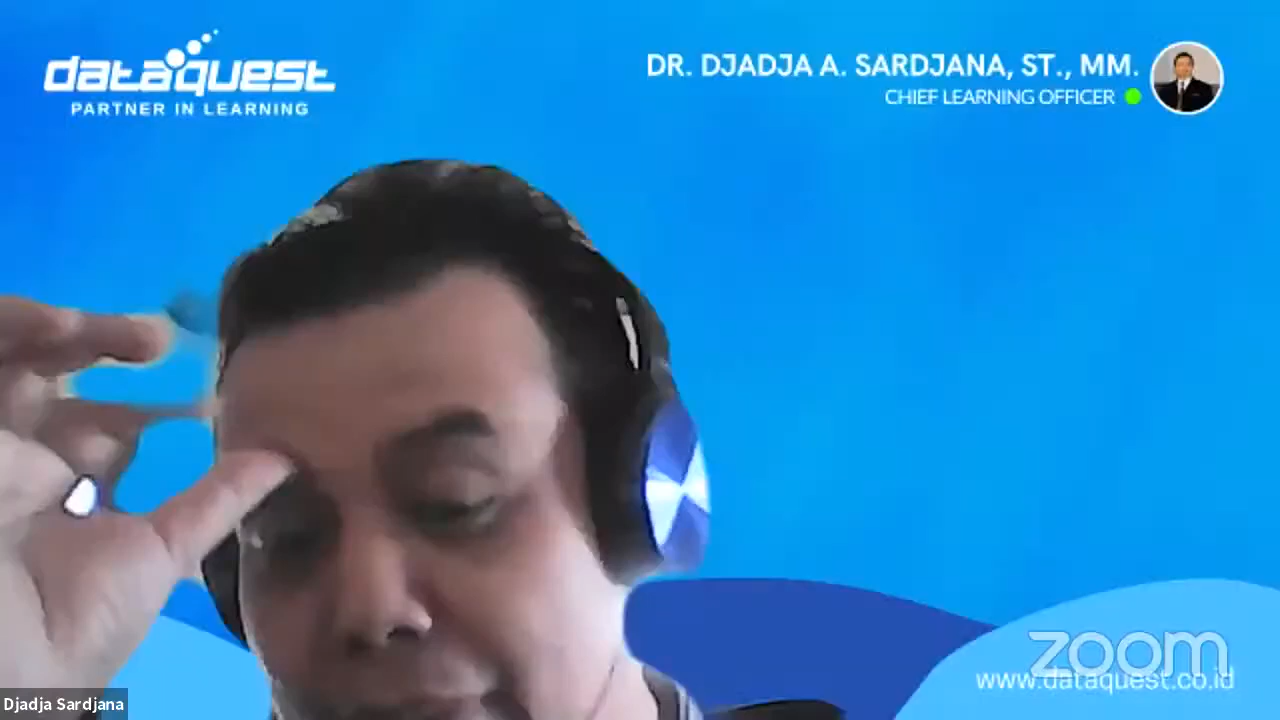 dataquest
PARTNER IN LEARNING
DR. DJADJA A. SARDJANA, ST., MM.
CHIEF LEARNING OFFICER
zoom
www.dataquest.co.id
Djadja Sardjana